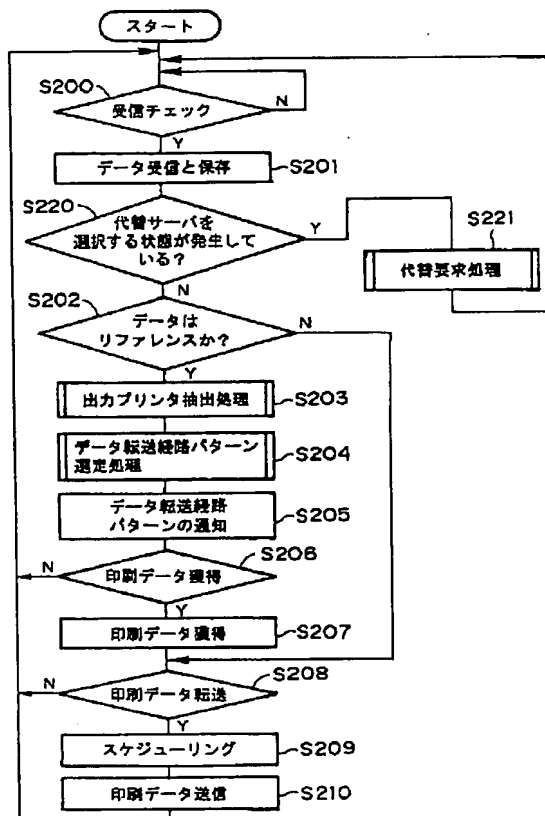 スタート
S200
受信チェック
N
Y
データ受信と保存
S201
S220
代替サーバを
選択する状態が発生して
いる?
Y
N
S221
代替要求処理
S202
データは
リファレンスか?
N
Y
出力プリンタ抽出処理
S203
データ転送経路パターン
選定処理
S204
データ転送経路
パターンの通知
S205
S206
印刷データ獲得
N
Y
印刷データ獲得
S207
S208
印刷データ転送
N
Y
スケジューリング
S209
印刷データ送信
S210